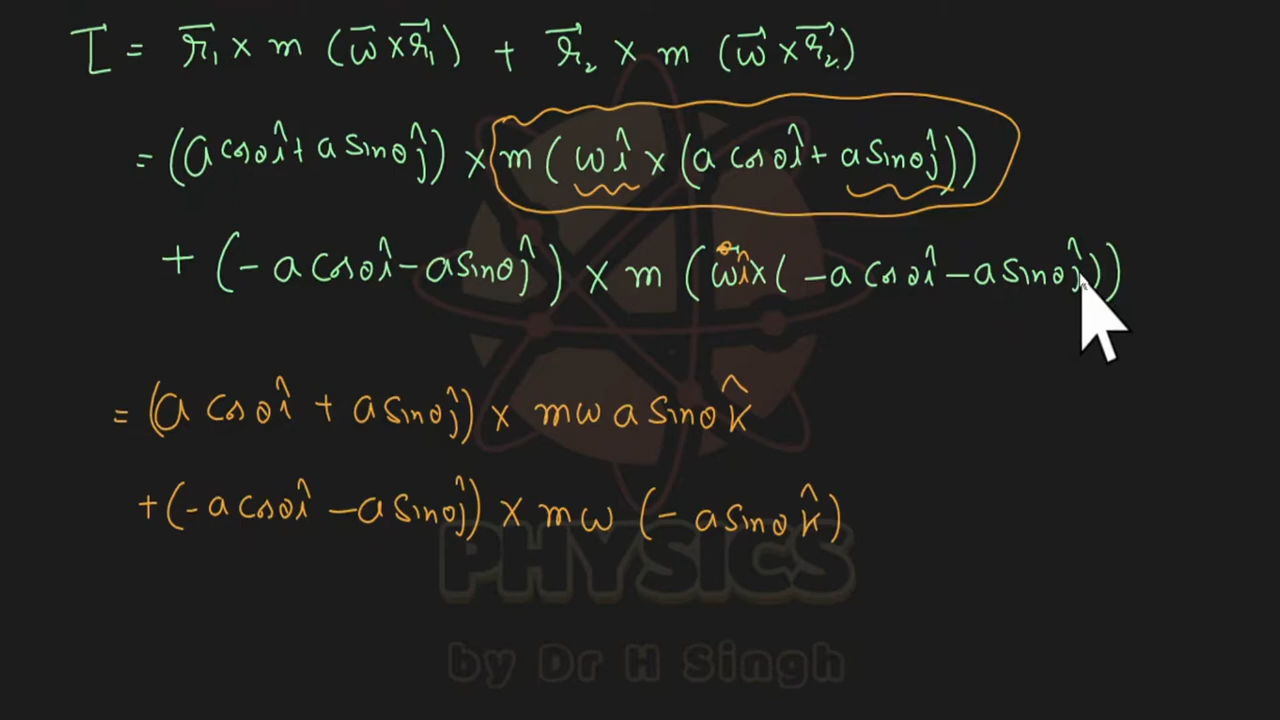 L = r⃗₁ × m (ω⃗ × r⃗₁) + r⃗₂ × m (ω⃗ × r⃗₂)
= (a cosθ î + a sinθ ĵ) × m (ω î × (a cosθ î + a sinθ ĵ))
+ (- a cosθ î - a sinθ ĵ) × m (ω î × ( - a cosθ î - a sinθ ĵ))
= (a cosθ î + a sinθ ĵ) × mω a sinθ k̂
+ (- a cosθ î - a sinθ ĵ) × mω (- a sinθ k̂)
PHYSICS
by Dr H Singh